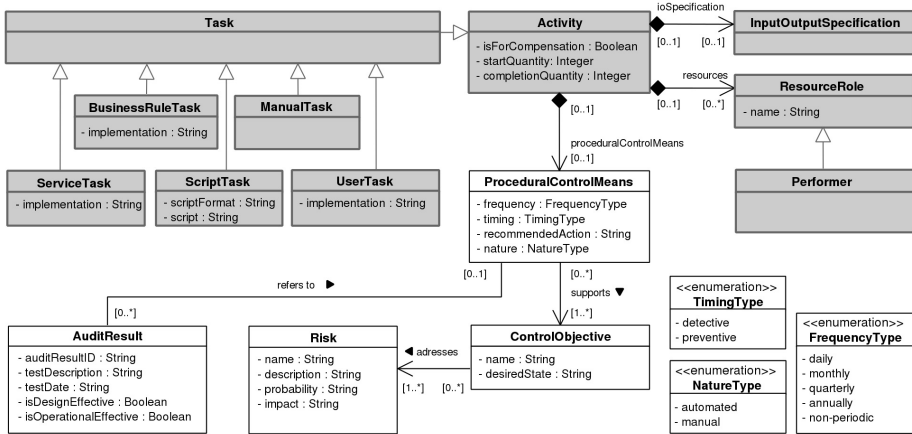 Task
Activity
- isForCompensation : Boolean
- startQuantity: Integer
- completionQuantity : Integer
ioSpecification
[0..1]
[0..1]
InputOutputSpecification
resources
[0..1]
[0..*]
ResourceRole
- name : String
BusinessRuleTask
- implementation : String
ManualTask
[0..1]
proceduralControlMeans
[0..1]
ServiceTask
- implementation : String
ScriptTask
- scriptFormat : String
- script : String
UserTask
- implementation : String
ProceduralControlMeans
- frequency : FrequencyType
- timing : TimingType
- recommendedAction : String
- nature : NatureType
Performer
[0..1]
[0..*]
refers to
supports
[0..*]
[1..*]
AuditResult
- auditResultID : String
- testDescription : String
- testDate : String
- isDesignEffective : Boolean
- isOperationalEffective : Boolean
Risk
- name : String
- description : String
- probability : String
- impact : String
adresses
[1..*]
[0..*]
ControlObjective
- name : String
- desiredState : String
<<enumeration>>
TimingType
- detective
- preventive
<<enumeration>>
NatureType
- automated
- manual
<<enumeration>>
FrequencyType
- daily
- monthly
- quarterly
- annually
- non-periodic